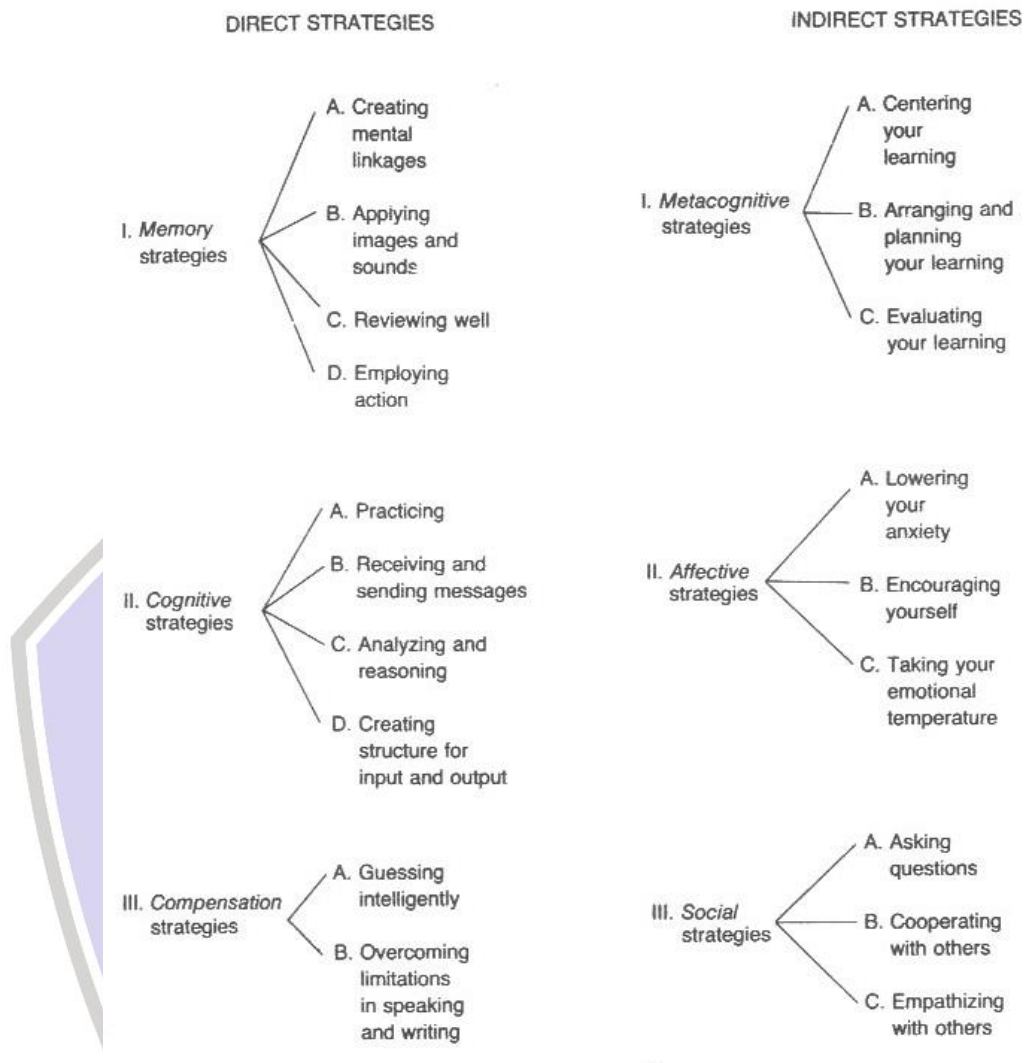 DIRECT STRATEGIES
I. Memory
strategies
A. Creating
mental
linkages
B. Applying
images and
sounds
C. Reviewing well
D. Employing
action
II. Cognitive
strategies
A. Practicing
B. Receiving and
sending messages
C. Analyzing and
reasoning
D. Creating
structure for
input and output
III. Compensation
strategies
A. Guessing
intelligently
B. Overcoming
limitations
in speaking
and writing
INDIRECT STRATEGIES
I. Metacognitive
strategies
A. Centering
your
learning
B. Arranging and
planning
your learning
C. Evaluating
your learning
II. Affective
strategies
A. Lowering
your
anxiety
B. Encouraging
yourself
C. Taking your
emotional
temperature
III. Social
strategies
A. Asking
questions
B. Cooperating
with others
C. Empathizing
with others